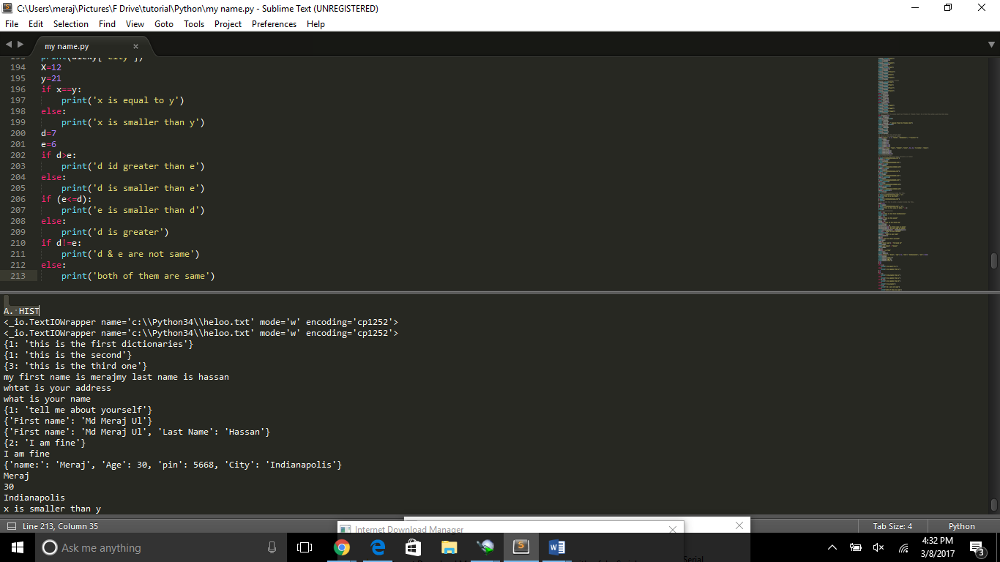 C:\Users\meraj\Pictures\F Drive\tutorial\Python\my name.py - Sublime Text (UNREGISTERED)
File Edit Selection Find View Goto Tools Project Preferences Help
my name.py
194 X=12
195 y=21
196 if x==y:
197     print('x is equal to y')
198 else:
199     print('x is smaller than y')
200 d=7
201 e=6
202 if d>e:
203     print('d id greater than e')
204 else:
205     print('d is smaller than e')
206 if (e<=d):
207     print('e is smaller than d')
208 else:
209     print('d is greater')
210 if d!=e:
211     print('d & e are not same')
212 else:
213     print('both of them are same')
A. HIST
<_io.TextIOWrapper name='c:\\Python34\\heloo.txt' mode='w' encoding='cp1252'>
<_io.TextIOWrapper name='c:\\Python34\\heloo.txt' mode='w' encoding='cp1252'>
{1: 'this is the first dictionaries'}
{1: 'this is the second'}
{3: 'this is the third one'}
my first name is merajmy last name is hassan
whtat is your address
what is your name
{1: 'tell me about yourself'}
{'First name': 'Md Meraj Ul'}
{'First name': 'Md Meraj Ul', 'Last Name': 'Hassan'}
{2: 'I am fine'}
I am fine
{'name:': 'Meraj', 'Age': 30, 'pin': 5668, 'City': 'Indianapolis'}
Meraj
30
Indianapolis
x is smaller than y
Line 213, Column 35 Tab Size: 4 Python
Internet Download Manager
Serial
Ask me anything
4:32 PM
3/8/2017
3